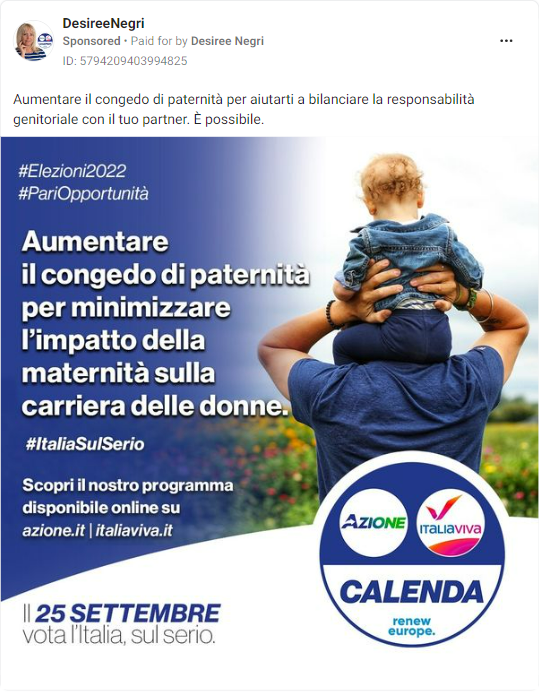 DesireeNegri
Sponsored • Paid for by Desiree Negri
ID: 5794209403994825
Aumentare il congedo di paternità per aiutarti a bilanciare la responsabilità
genitoriale con il tuo partner. È possibile.
#Elezioni2022
#PariOpportunità
Aumentare
il congedo di paternità
per minimizzare
l’impatto della
maternità sulla
carriera delle donne.
#ItaliaSulSerio
Scopri il nostro programma
disponibile online su
azione.it | italiaviva.it
AZIONE
ITALIAVIVA
CALENDA
renew
europe.
Il 25 SETTEMBRE
vota l’Italia, sul serio.